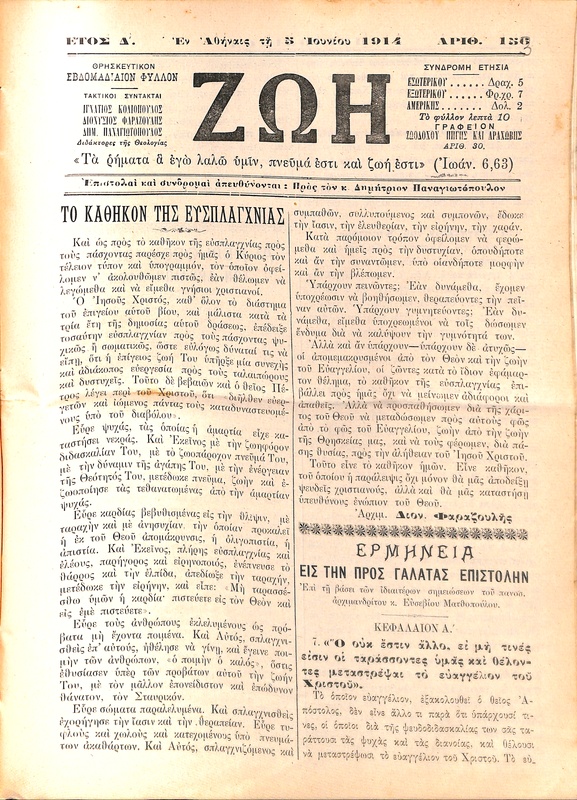 ΕΤΟΣ Δ΄. Ἐν Ἀθήναις τῇ 5 Ἰουνίου 1914 ΑΡΙΘ. 136
ΘΡΗΣΚΕΥΤΙΚΟΝ
ΕΒΔΟΜΑΔΙΑΙΟΝ ΦΥΛΛΟΝ
ΤΑΚΤΙΚΟΙ ΣΥΝΤΑΚΤΑΙ
ΙΓΝΑΤΙΟΣ ΚΟΛΙΟΠΟΥΛΟΣ
ΔΙΟΝΥΣΙΟΣ ΦΑΡΑΖΟΥΛΗΣ
ΔΗΜ. ΠΑΝΑΓΙΩΤΟΠΟΥΛΟΣ
Διδάκτορες τῆς Θεολογίας
ΖΩΗ
ΣΥΝΔΡΟΜΗ ΕΤΗΣΙΑ
ΕΣΩΤΕΡΙΚΟΥ...... Δραχ. 5
ΕΞΩΤΕΡΙΚΟΥ...... Φρ.χρ. 7
ΑΜΕΡΙΚΗΣ....... Δολ. 2
Τὸ φύλλον λεπτὰ 10
ΓΡΑΦΕΙΟΝ
ΖΩΟΔΟΧΟΥ ΠΗΓΗΣ ΚΑΙ ΑΡΑΧΩΒΗΣ
ΑΡΙΘ. 30.
«Τὰ ῥήματα ἃ ἐγὼ λαλῶ ὑμῖν, πνεῦμά ἐστι καὶ ζωή ἐστι» (Ἰωάν. 6,63)
Ἐπιστολαὶ καὶ συνδρομαὶ ἀπευθύνονται : Πρὸς τὸν κ. Δημήτριον Παναγιωτόπουλον
ΤΟ ΚΑΘΗΚΟΝ ΤΗΣ ΕΥΣΠΛΑΓΧΝΙΑΣ
Καὶ ὡς πρὸς τὸ καθῆκον τῆς εὐσπλαγχνίας πρὸς
τοὺς πάσχοντας παρέσχε πρὸς ἡμᾶς ὁ Κύριος τὸν
τέλειον τύπον καὶ ὑπογραμμόν, τὸν ὁποῖον ὀφεί-
λομεν ν' ἀκολουθῶμεν πιστῶς, ἐὰν θέλωμεν νὰ
λεγώμεθα καὶ νὰ εἴμεθα γνήσιοι χριστιανοί.
Ὁ Ἰησοῦς Χριστός, καθ' ὅλον τὸ διάστημα
τοῦ ἐπιγείου αὐτοῦ βίου, καὶ μάλιστα κατὰ τὰ
τρία ἔτη τῆς δημοσίας αὐτοῦ δράσεως, ἐπέδειξε
τοσαύτην εὐσπλαγχνίαν πρὸς τοὺς πάσχοντας ψυ-
χικῶς ἢ σωματικῶς, ὥστε εὐλόγως δύναταί τις νὰ
εἴπῃ, ὅτι ἡ ἐπίγειος ζωή Του ὑπῆρξε μία συνεχὴς
καὶ ἀδιάκοπος εὐεργεσία πρὸς τοὺς ταλαιπώρους
καὶ δυστυχεῖς. Τοῦτο δὲ βεβαιῶν καὶ ὁ θεῖος Πέ-
τρος λέγει περὶ τοῦ Χριστοῦ, ὅτι «διῆλθεν εὐερ-
γετῶν καὶ ἰώμενος πάντας τοὺς καταδυναστευομέ-
νους ὑπὸ τοῦ διαβόλου».
Εὗρε ψυχάς, τὰς ὁποίας ἡ ἁμαρτία εἶχε κα-
ταστήσει νεκράς. Καὶ Ἐκεῖνος μὲ τὴν ζωηφόρον
διδασκαλίαν Του, μὲ τὸ ζωοπάροχον πνεῦμά Του,
μὲ τὴν δύναμιν τῆς ἀγάπης Του, μὲ τὴν ἐνέργειαν
τῆς Θεότητός Του, μετέδωκε πνεῦμα, ζωὴν καὶ ἐ-
ζωοποίησε τὰς τεθανατωμένας ἀπὸ τὴν ἁμαρτίαν
ψυχάς.
Εὗρε καρδίας βεβυθισμένας εἰς τὴν θλῖψιν, μὲ
ταραχὴν καὶ μὲ ἀνησυχίαν, τὴν ὁποίαν προκαλεῖ
ἡ ἐκ τοῦ Θεοῦ ἀπομάκρυνσις, ἡ ὀλιγοπιστία, ἡ
ἀπιστία. Καὶ Ἐκεῖνος, πλήρης εὐσπλαγχνίας καὶ
ἐλέους, παρήγορος καὶ εἰρηνοποιός, ἐνέπνευσε τὸ
θάρρος καὶ τὴν ἐλπίδα, ἀπεδίωξε τὴν ταραχήν,
μετέδωκε τὴν εἰρήνην, καὶ εἶπε: «Μὴ ταρασσέ-
σθω ὑμῶν ἡ καρδία· πιστεύετε εἰς τὸν Θεὸν καὶ
εἰς ἐμὲ πιστεύετε».
Εὗρε τοὺς ἀνθρώπους ἐκλελυμένους ὡς πρό-
βατα μὴ ἔχοντα ποιμένα. Καὶ Αὐτός, σπλαγχνι-
σθεὶς ἐπ' αὐτούς, ἠθέλησε νὰ γίνῃ, καὶ ἔγεινε ποι-
μὴν τῶν ἀνθρώπων, «ὁ ποιμὴν ὁ καλός», ὅστις
ἐθυσίασεν ὑπὲρ τῶν προβάτων αὐτοῦ τὴν ζωήν
Του, μὲ τὸν μᾶλλον ἐπονείδιστον καὶ ἐπώδυνον
θάνατον, τὸν Σταυρικόν.
Εὗρε σώματα παραλελυμένα. Καὶ σπλαγχνισθεὶς
ἐχορήγησε τὴν ἴασιν καὶ τὴν θεραπείαν. Εὗρε τυ-
φλοὺς καὶ χωλοὺς καὶ κατεχομένους ὑπὸ πνευμά-
των ἀκαθάρτων. Καὶ Αὐτός, σπλαγχνιζόμενος καὶ
συμπαθῶν, συλλυπούμενος καὶ συμπονῶν, ἔδωκε
τὴν ἴασιν, τὴν ἐλευθερίαν, τὴν εἰρήνην, τὴν χαράν.
Κατὰ παρόμοιον τρόπον ὀφείλομεν νὰ φερώ-
μεθα καὶ ἡμεῖς πρὸς τὴν δυστυχίαν, ὁπουδήποτε
καὶ ἂν τὴν συναντῶμεν, ὑπὸ οἱανδήποτε μορφὴν
καὶ ἂν τὴν βλέπωμεν.
Ὑπάρχουν πεινῶντες; Ἐὰν δυνάμεθα, ἔχομεν
ὑποχρέωσιν νὰ βοηθήσωμεν, θεραπεύοντες τὴν πεῖ-
ναν αὐτῶν. Ὑπάρχουν γυμνητεύοντες; Ἐὰν δυ-
νάμεθα, εἴμεθα ὑποχρεωμένοι νὰ τοῖς δώσωμεν
ἔνδυμα διὰ νὰ καλύψουν τὴν γυμνότητά των.
Ἀλλὰ καὶ ἂν ὑπάρχουν—ὑπάρχουν δὲ ἀτυχῶς—
οἱ ἀπομεμακρυσμένοι ἀπὸ τὸν Θεὸν καὶ τὴν ζωὴν
τοῦ Εὐαγγελίου, οἱ ζῶντες κατὰ τὸ ἴδιον ἐφάμαρ-
τον θέλημα, τὸ καθῆκον τῆς εὐσπλαγχνίας ἐπι-
βάλλει πρὸς ἡμᾶς ὄχι νὰ μείνωμεν ἀδιάφοροι καὶ
ἀπαθεῖς. Ἀλλὰ νὰ προσπαθήσωμεν διὰ τῆς χάρι-
τος τοῦ Θεοῦ νὰ μεταδώσωμεν πρὸς αὐτοὺς φῶς
ἀπὸ τὸ φῶς τοῦ Εὐαγγελίου, ζωὴν ἀπὸ τὴν ζωὴν
τῆς Θρησκείας μας, καὶ νὰ τοὺς φέρωμεν, διὰ πά-
σης θυσίας, πρὸς τὴν ἀλήθειαν τοῦ Ἰησοῦ Χριστοῦ.
Τοῦτο εἶνε τὸ καθῆκον ἡμῶν. Εἶνε καθῆκον,
τοῦ ὁποίου ἡ παράλειψις ὄχι μόνον θὰ μᾶς ἀποδείξῃ
ψευδεῖς χριστιανούς, ἀλλὰ καὶ θὰ μᾶς καταστήσῃ
ὑπευθύνους ἐνώπιον τοῦ Θεοῦ.
Ἀρχιμ. Διον. Φαραζουλῆς
ΕΡΜΗΝΕΙΑ
ΕΙΣ ΤΗΝ ΠΡΟΣ ΓΑΛΑΤΑΣ ΕΠΙΣΤΟΛΗΝ
Ἐπὶ τῇ βάσει τῶν ἰδιαιτέρων σημειώσεων τοῦ πανοσ.
ἀρχιμανδρίτου κ. Εὐσεβίου Ματθοπούλου.
ΚΕΦΑΛΑΙΟΝ Α΄.
7. «Ὃ οὐκ ἔστιν ἄλλο, εἰ μή τινές
εἰσιν οἱ ταράσσοντες ὑμᾶς καὶ θέλον-
τες μεταστρέψαι τὸ εὐαγγέλιον τοῦ
Χριστοῦ».
Τὸ ὁποῖον εὐαγγέλιον, ἐξακολουθεῖ ὁ θεῖος Ἀ-
πόστολος, δὲν εἶνε ἄλλο τι παρὰ ὅτι ὑπάρχουσί τι-
νες, οἱ ὁποῖοι διὰ τῆς ψευδοδιδασκαλίας των σᾶς τα-
ράττουσι τὰς ψυχὰς καὶ τὰς διανοίας, καὶ θέλουσι
νὰ μεταστρέψωσι τὸ εὐαγγέλιον τοῦ Χριστοῦ. Τὸ εὐ-